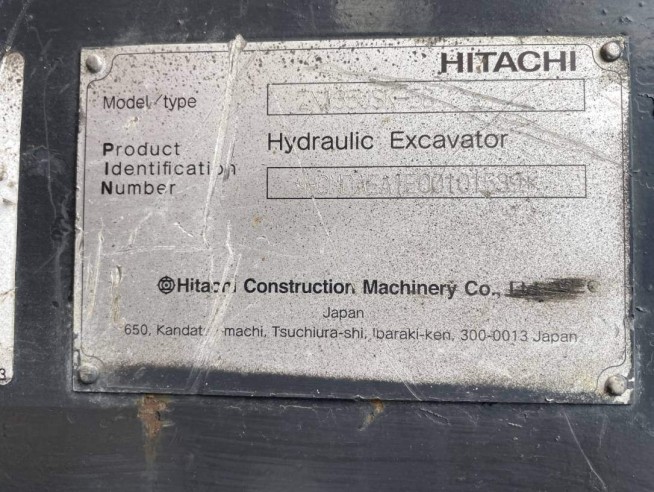 HITACHI
Model/type
Hydraulic Excavator
Product
Identification
Number
Hitachi Construction Machinery Co.,
Japan
650, Kandatsu-machi, Tsuchiura-shi, Ibaraki-ken, 300-0013 Japan
3